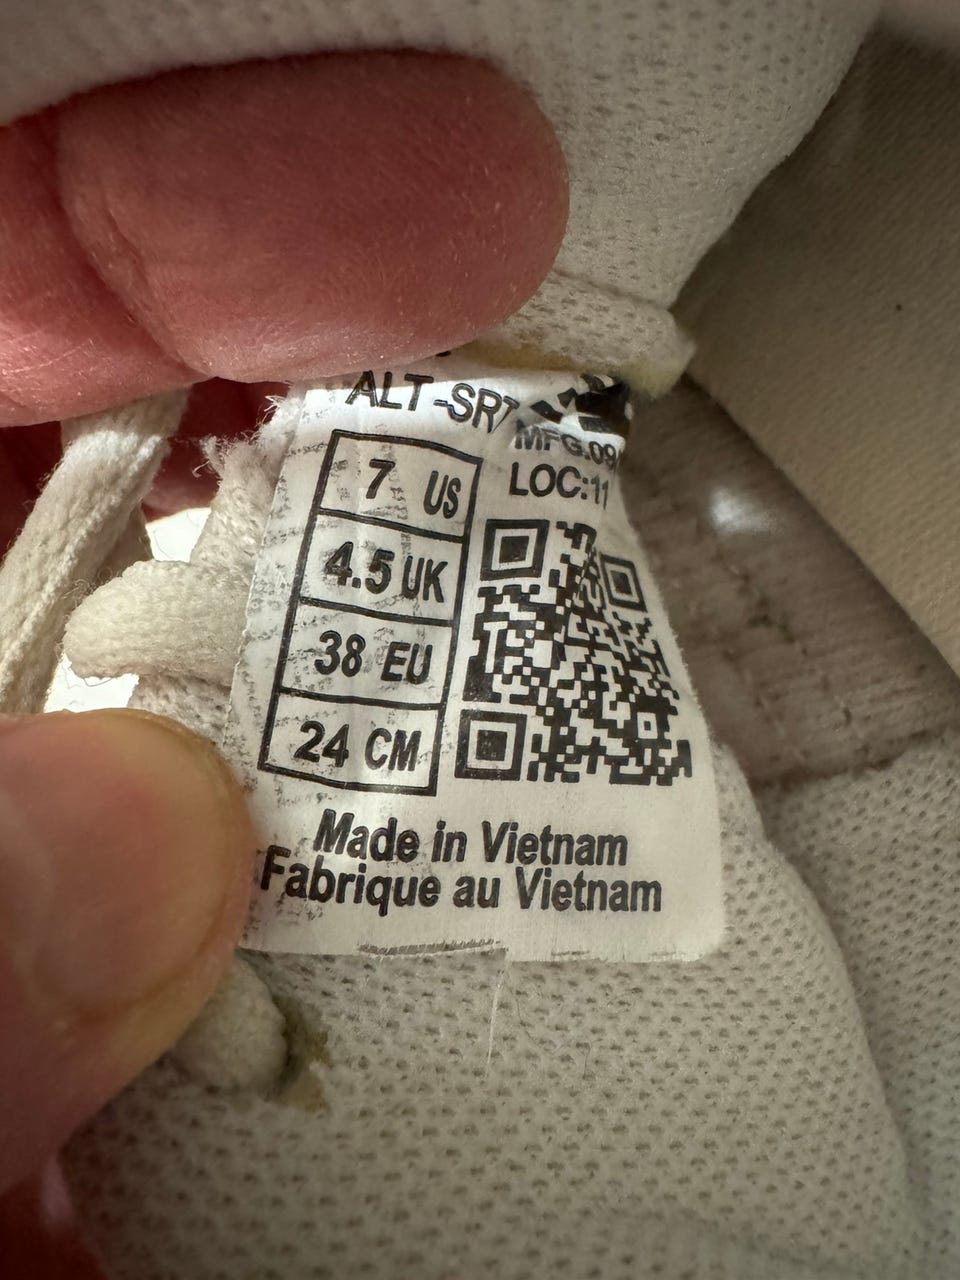 ALT-SRT
MFG.09
LOC:11
7 US
4.5 UK
38 EU
24 CM
Made in Vietnam
Fabrique au Vietnam